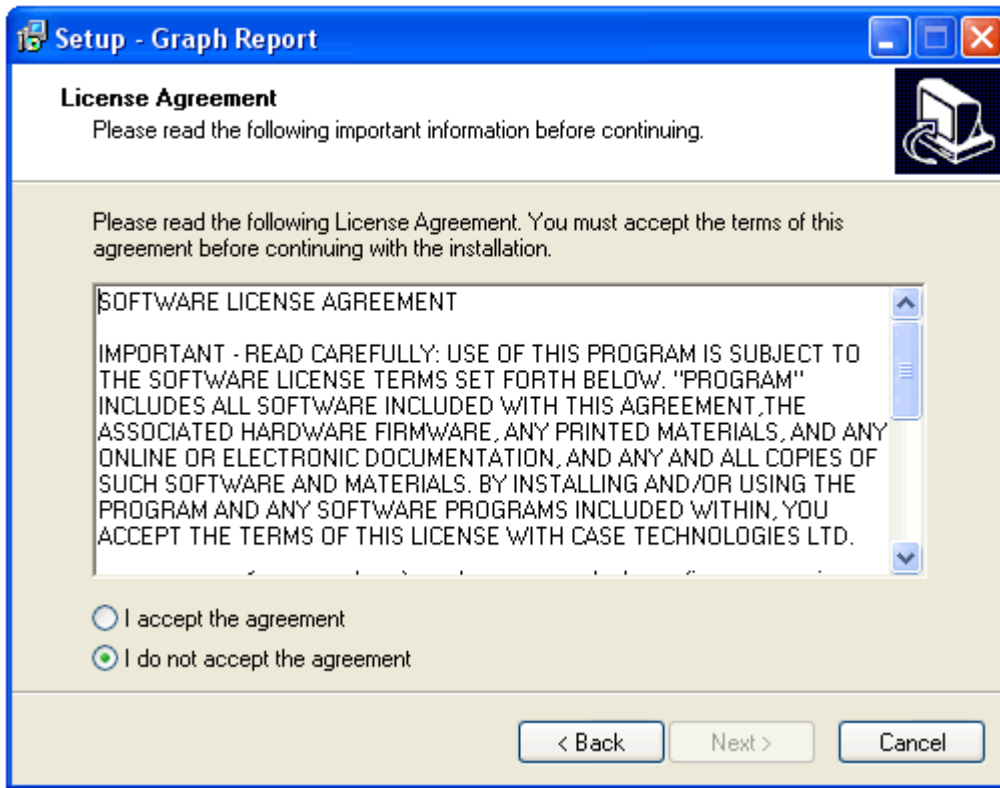 Setup - Graph Report
License Agreement
Please read the following important information before continuing.
Please read the following License Agreement. You must accept the terms of this
agreement before continuing with the installation.
SOFTWARE LICENSE AGREEMENT
IMPORTANT - READ CAREFULLY: USE OF THIS PROGRAM IS SUBJECT TO
THE SOFTWARE LICENSE TERMS SET FORTH BELOW. "PROGRAM"
INCLUDES ALL SOFTWARE INCLUDED WITH THIS AGREEMENT,THE
ASSOCIATED HARDWARE FIRMWARE, ANY PRINTED MATERIALS, AND ANY
ONLINE OR ELECTRONIC DOCUMENTATION, AND ANY AND ALL COPIES OF
SUCH SOFTWARE AND MATERIALS. BY INSTALLING AND/OR USING THE
PROGRAM AND ANY SOFTWARE PROGRAMS INCLUDED WITHIN, YOU
ACCEPT THE TERMS OF THIS LICENSE WITH CASE TECHNOLOGIES LTD.
I accept the agreement
I do not accept the agreement
< Back
Next >
Cancel